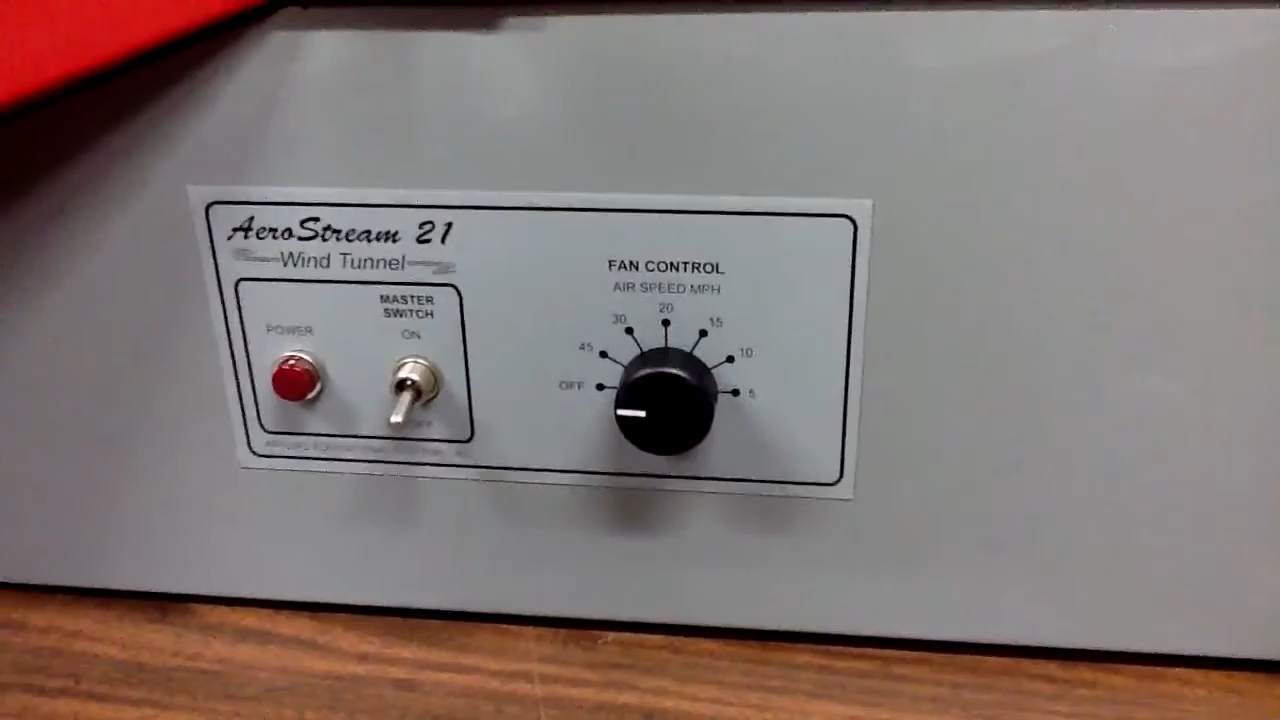 AeroStream 21
Wind Tunnel
MASTER
SWITCH
POWER
ON
OFF
FAN CONTROL
AIR SPEED MPH
OFF
45
30
20
15
10
5